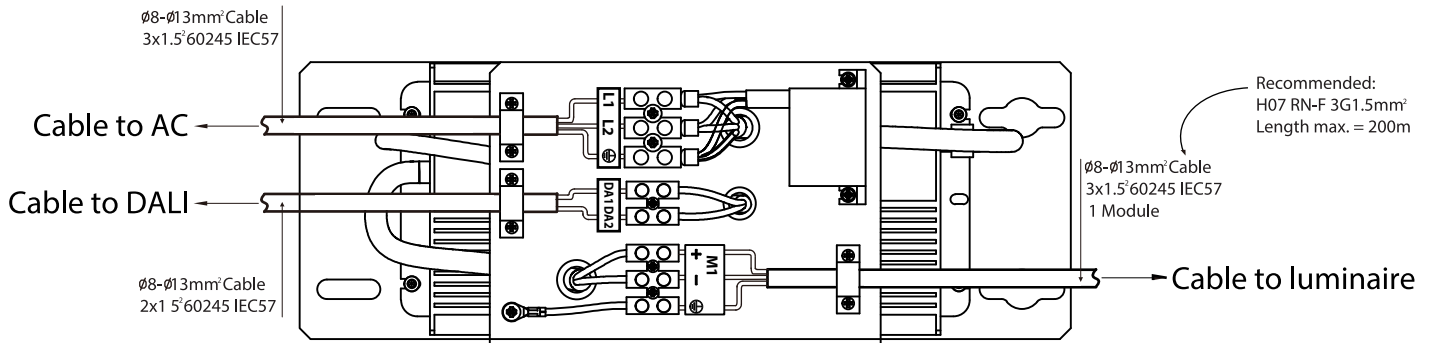 Ø8-Ø13mm² Cable
3x1.5² 60245 IEC57
Cable to AC
Cable to DALI
Ø8-Ø13mm² Cable
2x1 5² 60245 IEC57
L1
L2
DA1 DA2
M1
+
-
Recommended:
H07 RN-F 3G1.5mm²
Length max. = 200m
Ø8-Ø13mm² Cable
3x1.5² 60245 IEC57
1 Module
Cable to luminaire